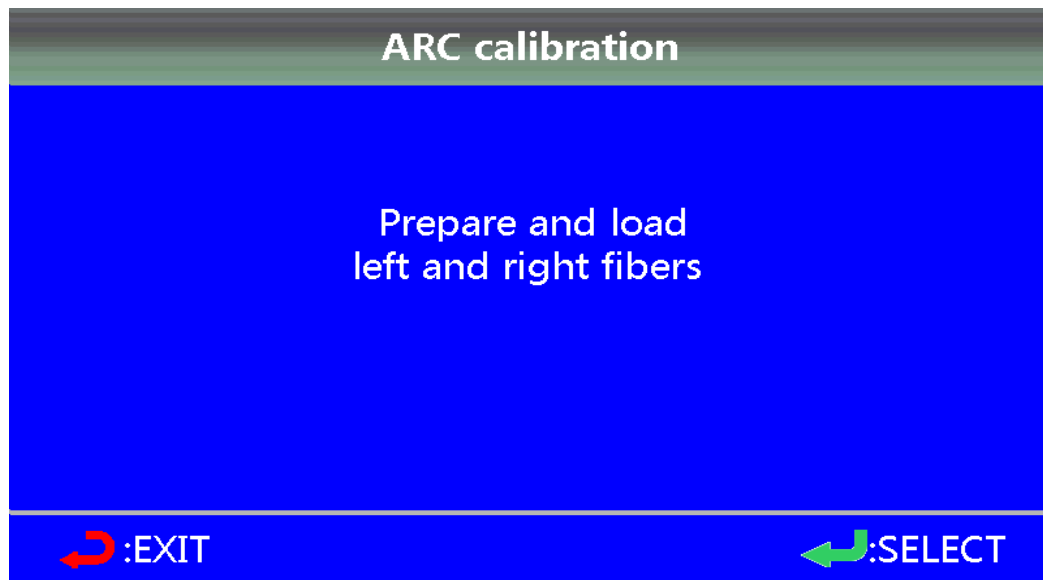 ARC calibration
Prepare and load
left and right fibers
:EXIT
:SELECT